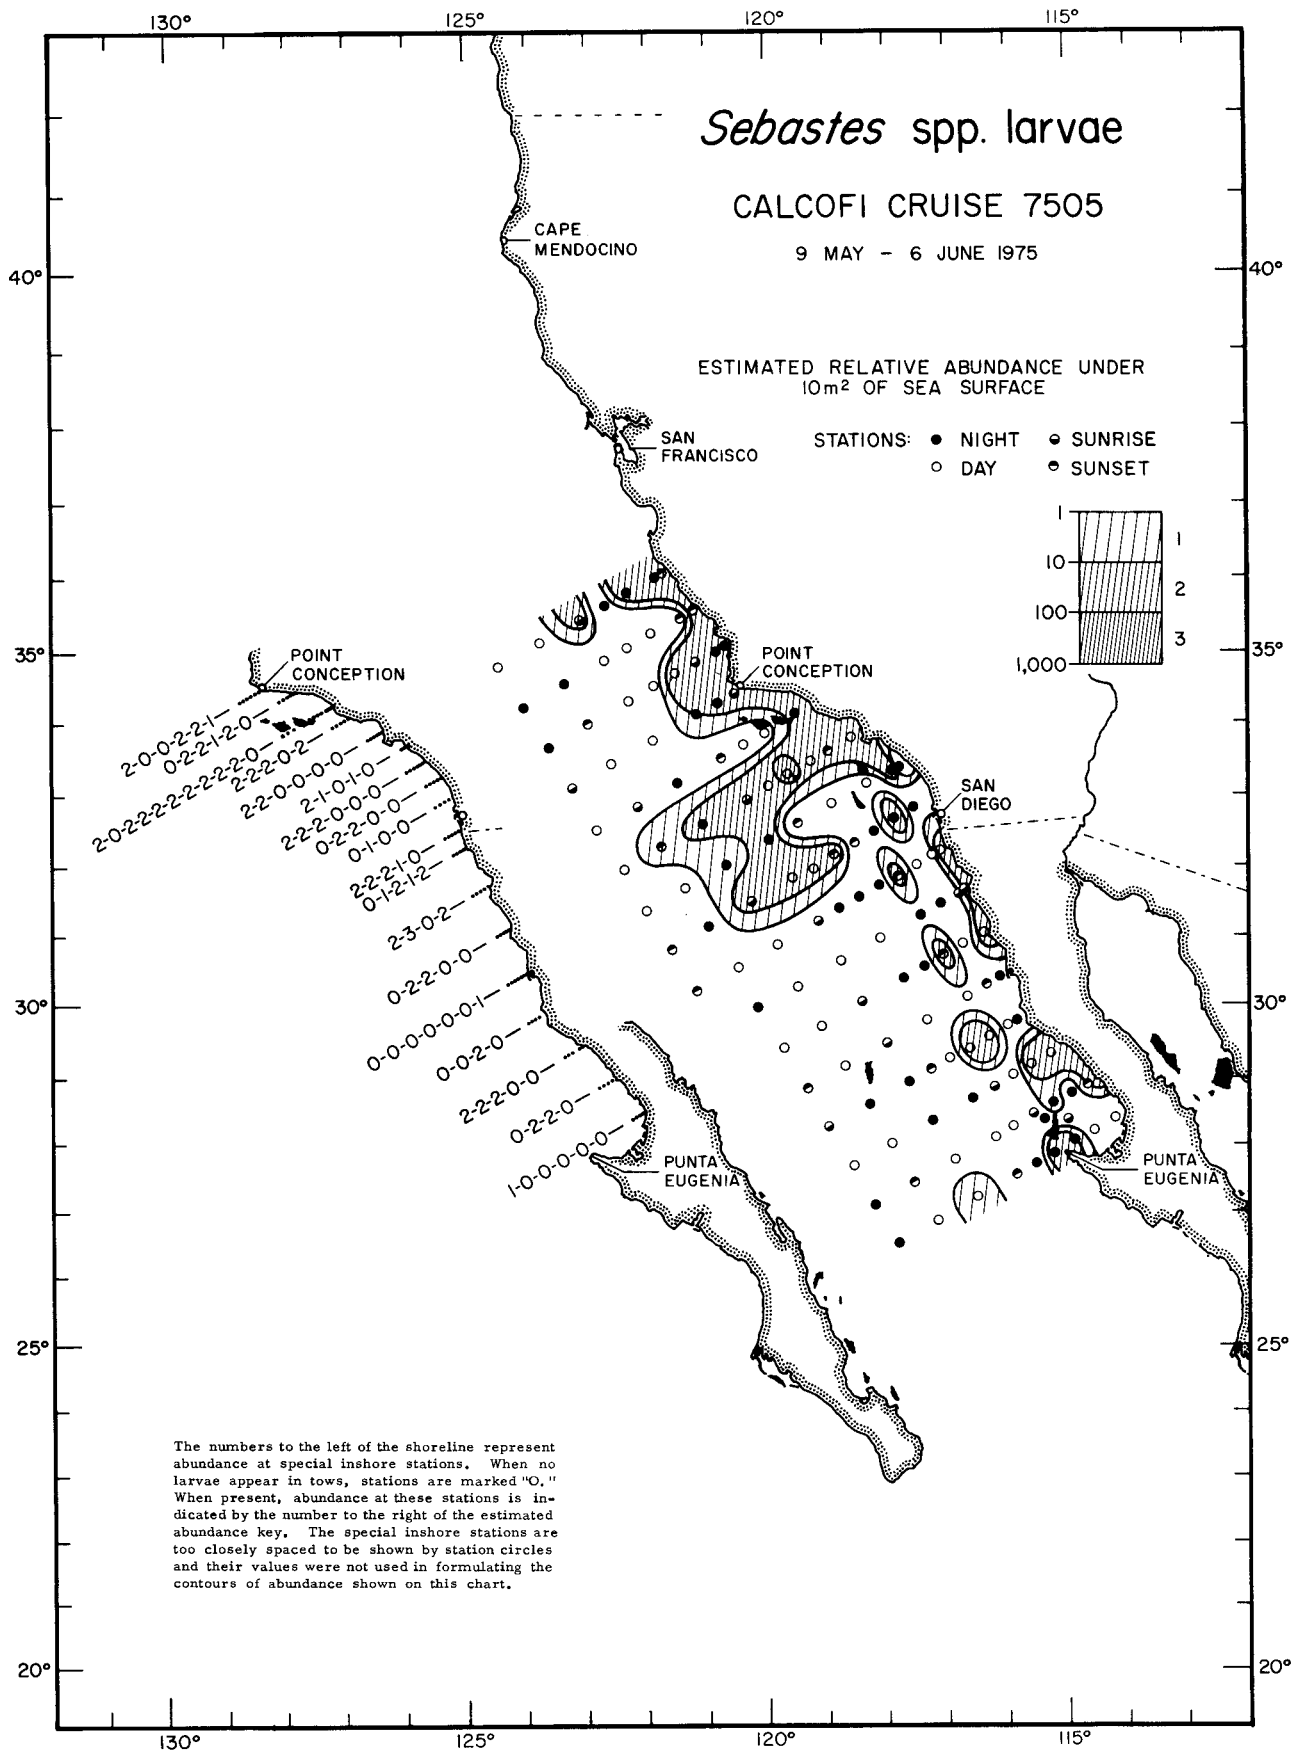 130° 125° 120° 115°
Sebastes spp. larvae
CALCOFI CRUISE 7505
9 MAY – 6 JUNE 1975
CAPE
MENDOCINO
40° 40°
ESTIMATED RELATIVE ABUNDANCE UNDER
10m² OF SEA SURFACE
STATIONS: ● NIGHT SUNRISE
○ DAY SUNSET
SAN
FRANCISCO
1
1
10
2
100
3
1,000
35° 35°
POINT
CONCEPTION
POINT
CONCEPTION
SAN
DIEGO
2-0-0-2-2-1
0-2-2-1-2-0
2-0-2-2-2-2-2-2-2-2-0
2-2-2-0-2
2-2-0-0-0-0
2-1-0-1-0
2-2-2-0-0-0
0-2-2-0-0
0-1-0-0
2-2-2-1-0
0-1-2-1-2
2-3-0-2
0-2-2-0-0
0-0-0-0-0-0-1
0-0-2-0
2-2-2-0-0
0-2-2-0
1-0-0-0-0-0
30° 30°
PUNTA
EUGENIA
PUNTA
EUGENIA
25° 25°
The numbers to the left of the shoreline represent
abundance at special inshore stations. When no
larvae appear in tows, stations are marked "O."
When present, abundance at these stations is in-
dicated by the number to the right of the estimated
abundance key. The special inshore stations are
too closely spaced to be shown by station circles
and their values were not used in formulating the
contours of abundance shown on this chart.
20° 20°
130° 125° 120° 115°